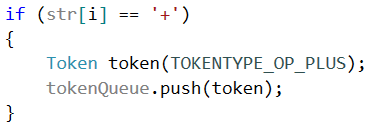 if (str[i] == '+')
{
    Token token(TOKENTYPE_OP_PLUS);
    tokenQueue.push(token);
}